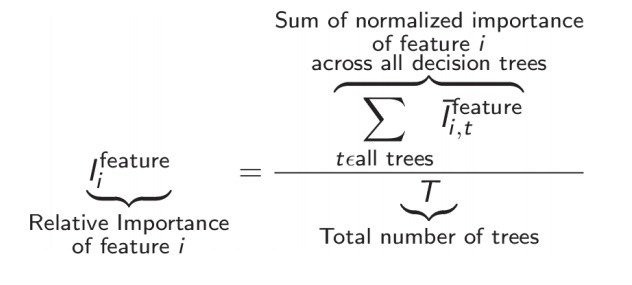 Sum of normalized importance
of feature i
across all decision trees
∑ Ī_{i,t}^{feature}
tϵall trees
I_i^{feature} =
T
Relative Importance
of feature i
Total number of trees